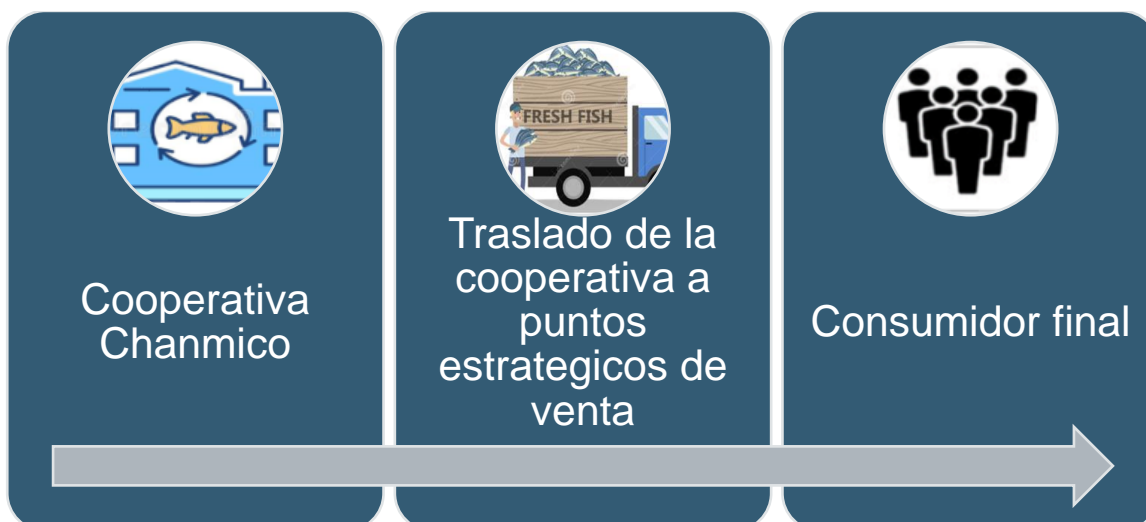 FRESH FISH
Cooperativa
Chanmico
Traslado de la
cooperativa a
puntos
estrategicos de
venta
Consumidor final